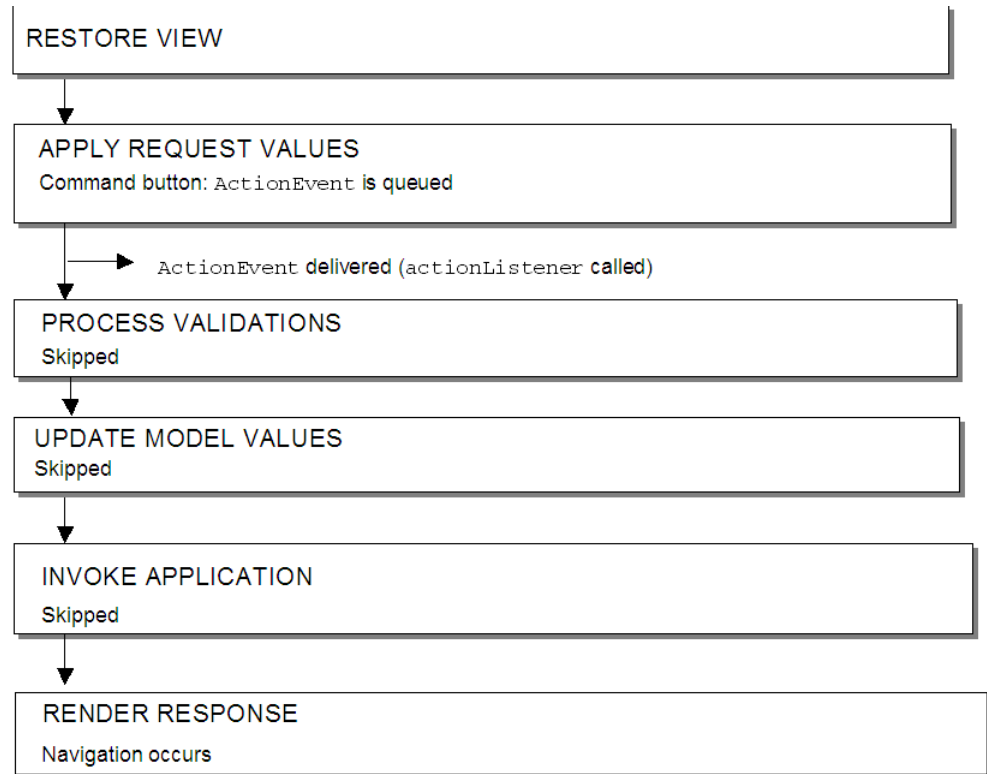 RESTORE VIEW
APPLY REQUEST VALUES
Command button: ActionEvent is queued
ActionEvent delivered (actionListener called)
PROCESS VALIDATIONS
Skipped
UPDATE MODEL VALUES
Skipped
INVOKE APPLICATION
Skipped
RENDER RESPONSE
Navigation occurs